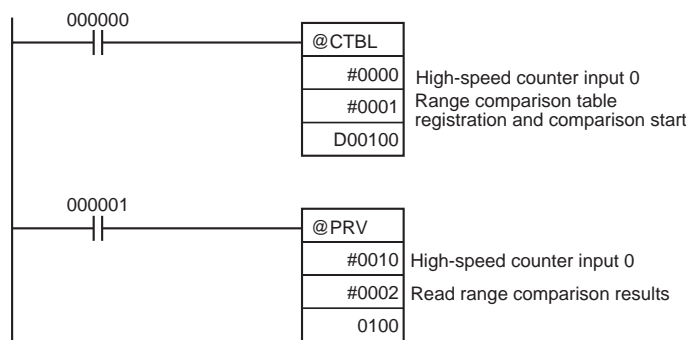 000000
@CTBL
#0000 High-speed counter input 0
#0001 Range comparison table
registration and comparison start
D00100
000001
@PRV
#0010 High-speed counter input 0
#0002 Read range comparison results
0100